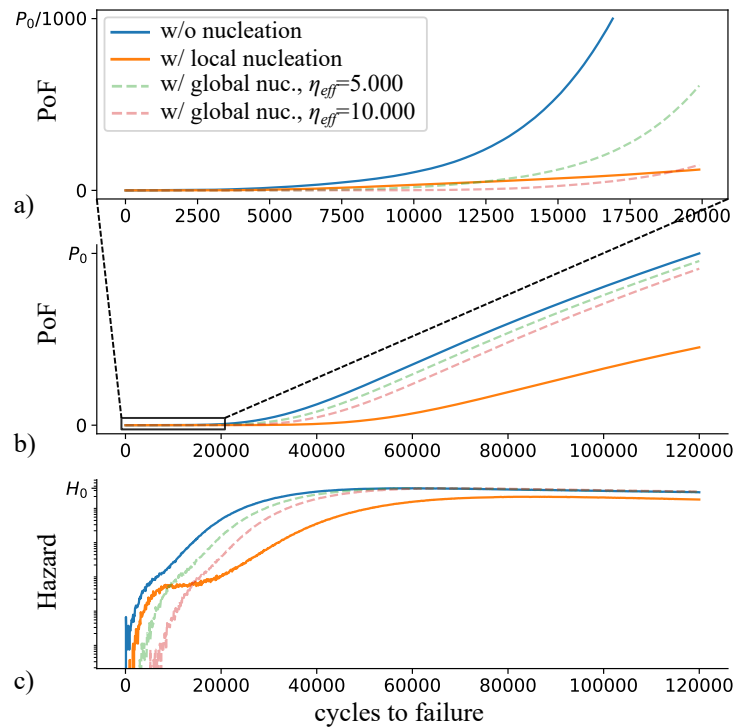 P₀/1000
w/o nucleation
w/ local nucleation
w/ global nuc., η_eff=5.000
w/ global nuc., η_eff=10.000
PoF
0
a)
0 2500 5000 7500 10000 12500 15000 17500 20000
P₀
PoF
0
b)
0 20000 40000 60000 80000 100000 120000
H₀
Hazard
c)
0 20000 40000 60000 80000 100000 120000
cycles to failure